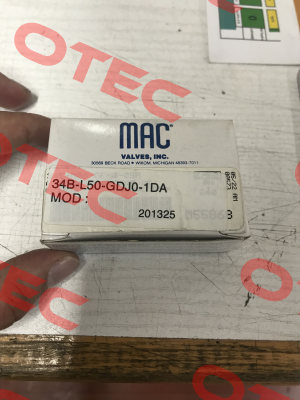 OTEC
MAC
VALVES, INC.
30569 BECK ROAD • WIXOM, MICHIGAN 48393-7011
34B-L50-GDJ0-1DA
MOD :
201325
OTEC
OTEC
OTEC